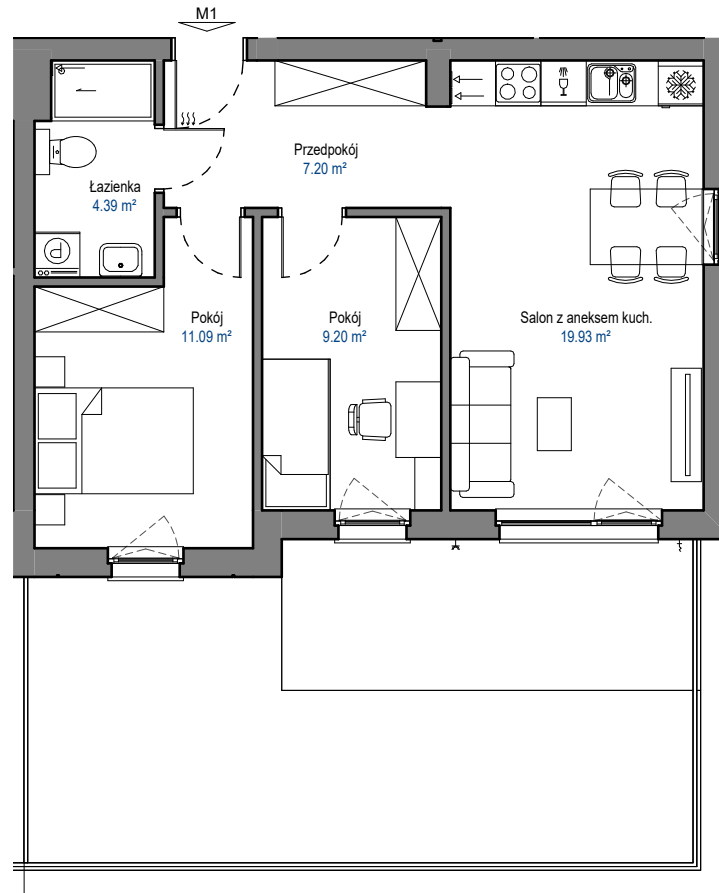 M1
Przedpokój
7.20 m²
Łazienka
4.39 m²
Pokój
11.09 m²
Pokój
9.20 m²
Salon z aneksem kuch.
19.93 m²
P